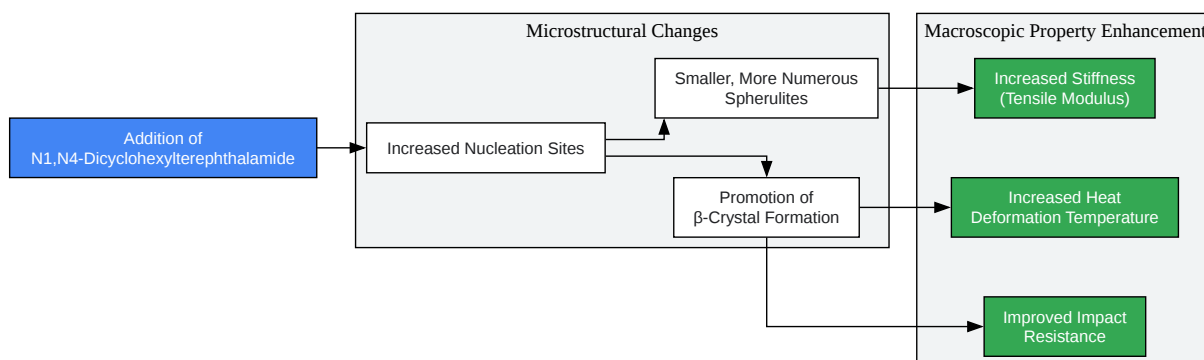 Microstructural Changes
Macroscopic Property Enhancement
Smaller, More Numerous
Spherulites
Increased Stiffness
(Tensile Modulus)
Addition of
N1,N4-Dicyclohexylterephthalamide
Increased Nucleation Sites
Promotion of
β-Crystal Formation
Increased Heat
Deformation Temperature
Improved Impact
Resistance